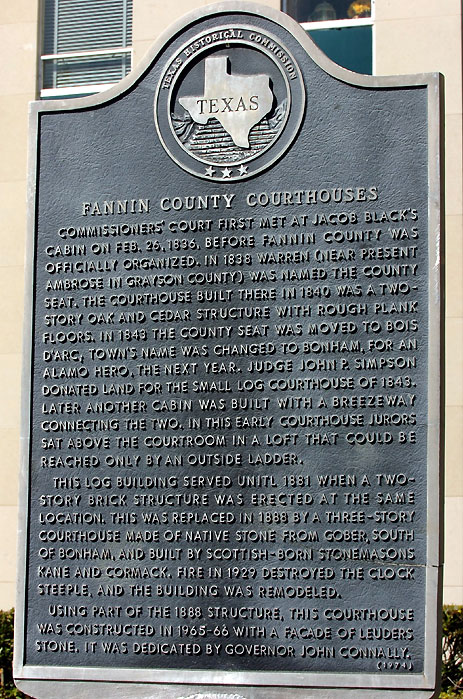 TEXAS HISTORICAL COMMISSION
TEXAS
FANNIN COUNTY COURTHOUSES
COMMISSIONERS' COURT FIRST MET AT JACOB BLACK'S
CABIN ON FEB. 26, 1836, BEFORE FANNIN COUNTY WAS
OFFICIALLY ORGANIZED. IN 1838 WARREN (NEAR PRESENT
AMBROSE IN GRAYSON COUNTY) WAS NAMED THE COUNTY
SEAT. THE COURTHOUSE BUILT THERE IN 1840 WAS A TWO-
STORY OAK AND CEDAR STRUCTURE WITH ROUGH PLANK
FLOORS. IN 1843 THE COUNTY SEAT WAS MOVED TO BOIS
D'ARC, TOWN'S NAME WAS CHANGED TO BONHAM, FOR AN
ALAMO HERO, THE NEXT YEAR. JUDGE JOHN P. SIMPSON
DONATED LAND FOR THE SMALL LOG COURTHOUSE OF 1843.
LATER ANOTHER CABIN WAS BUILT WITH A BREEZEWAY
CONNECTING THE TWO. IN THIS EARLY COURTHOUSE JURORS
SAT ABOVE THE COURTROOM IN A LOFT THAT COULD BE
REACHED ONLY BY AN OUTSIDE LADDER.
THIS LOG BUILDING SERVED UNITL 1881 WHEN A TWO-
STORY BRICK STRUCTURE WAS ERECTED AT THE SAME
LOCATION. THIS WAS REPLACED IN 1888 BY A THREE-STORY
COURTHOUSE MADE OF NATIVE STONE FROM GOBER, SOUTH
OF BONHAM, AND BUILT BY SCOTTISH-BORN STONEMASONS
KANE AND CORMACK. FIRE IN 1929 DESTROYED THE CLOCK
STEEPLE, AND THE BUILDING WAS REMODELED.
USING PART OF THE 1888 STRUCTURE, THIS COURTHOUSE
WAS CONSTRUCTED IN 1965-66 WITH A FACADE OF LEUDERS
STONE. IT WAS DEDICATED BY GOVERNOR JOHN CONNALLY.
(1974)